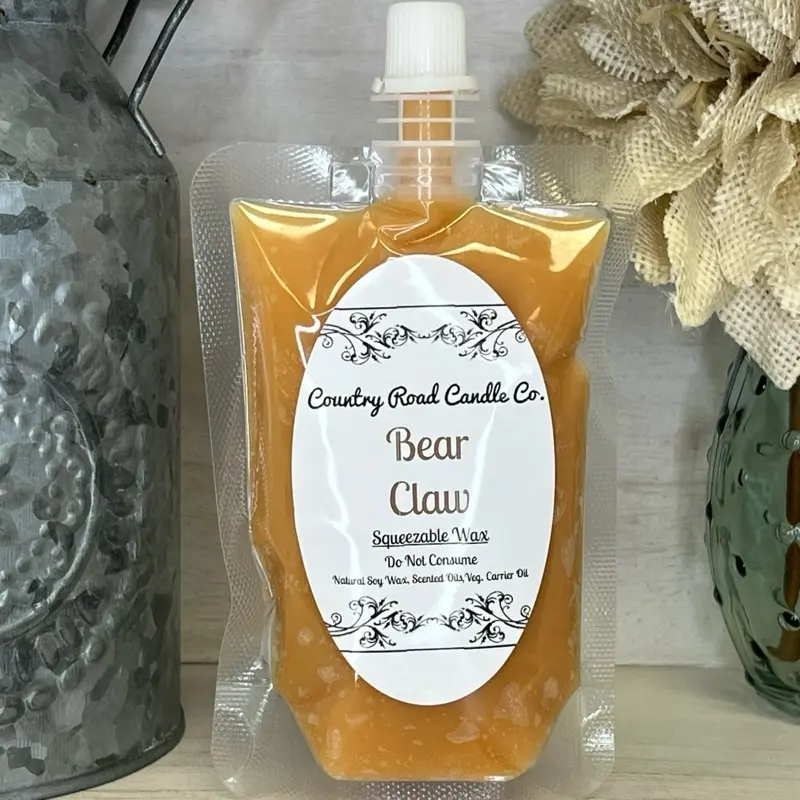 Country Road Candle Co.
Bear
Claw
Squeezable Wax
Do Not Consume
Natural Soy Wax, Scented Oils, Veg. Carrier Oil